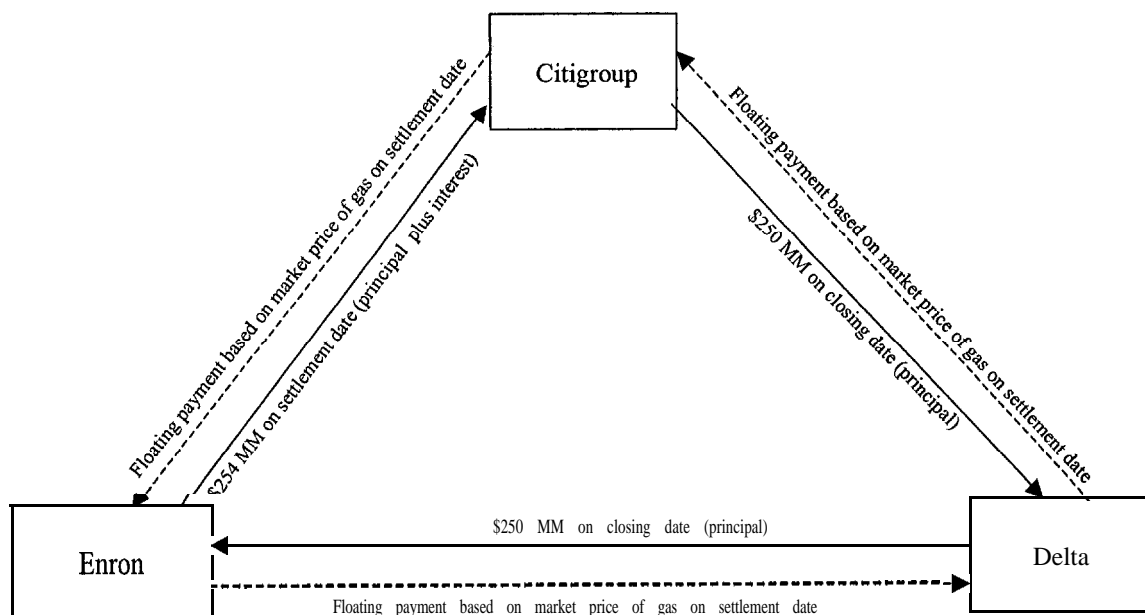 Citigroup
Floating payment based on market price of gas on settlement date
$254 MM on settlement date (principal plus interest)
Floating payment based on market price of gas on settlement date
$250 MM on closing date (principal)
$250 MM on closing date (principal)
Enron
Delta
Floating payment based on market price of gas on settlement date